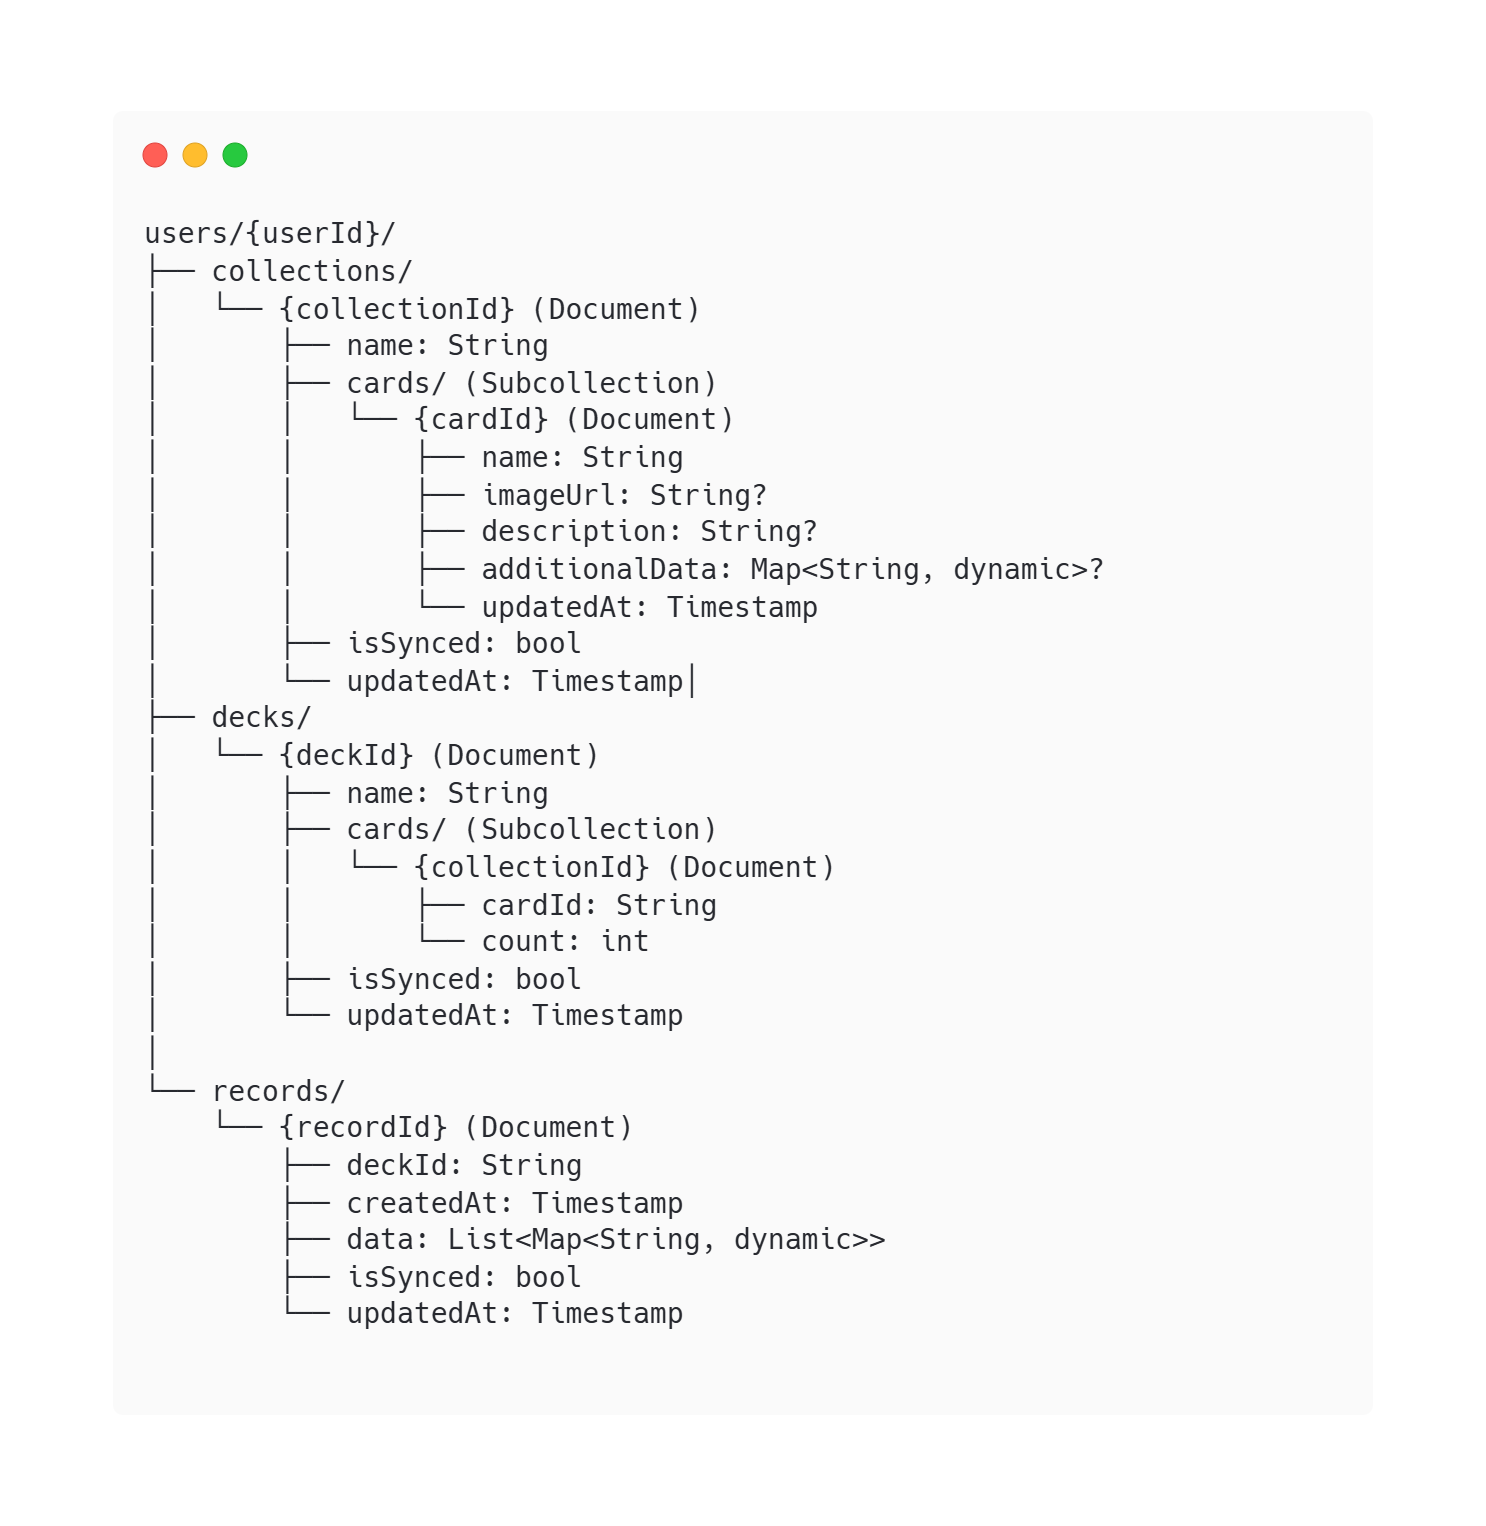 users/{userId}/
├── collections/
│   └── {collectionId} (Document)
│       ├── name: String
│       ├── cards/ (Subcollection)
│       │   └── {cardId} (Document)
│       │       ├── name: String
│       │       ├── imageUrl: String?
│       │       ├── description: String?
│       │       ├── additionalData: Map<String, dynamic>?
│       │       └── updatedAt: Timestamp
│       ├── isSynced: bool
│       └── updatedAt: Timestamp
├── decks/
│   └── {deckId} (Document)
│       ├── name: String
│       ├── cards/ (Subcollection)
│       │   └── {collectionId} (Document)
│       │       ├── cardId: String
│       │       └── count: int
│       ├── isSynced: bool
│       └── updatedAt: Timestamp
│
└── records/
    └── {recordId} (Document)
        ├── deckId: String
        ├── createdAt: Timestamp
        ├── data: List<Map<String, dynamic>>
        ├── isSynced: bool
        └── updatedAt: Timestamp